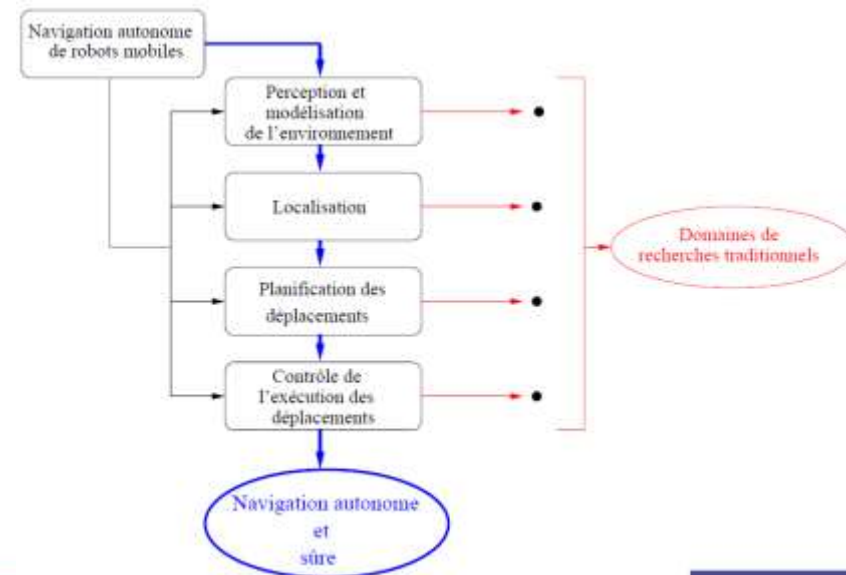 Navigation autonome
de robots mobiles
Perception et
modélisation
de l'environnement
Localisation
Planification des
déplacements
Contrôle de
l'exécution des
déplacements
Domaines de
recherches traditionnels
Navigation autonome
et
sûre